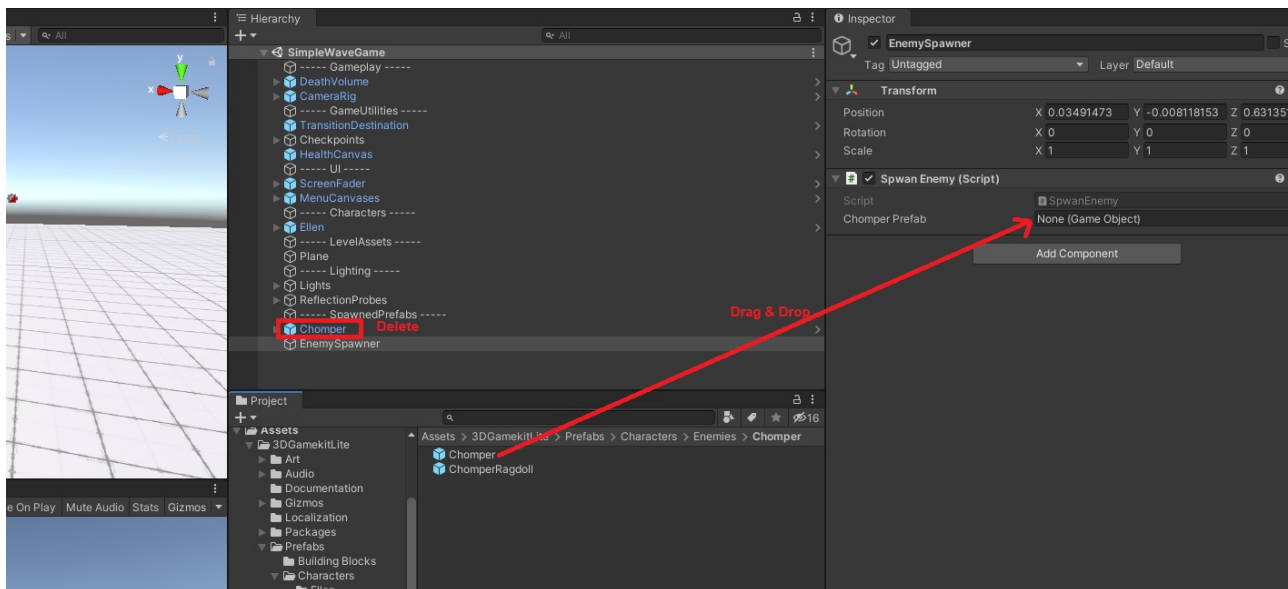 Hierarchy
All
All
SimpleWaveGame
----- Gameplay -----
DeathVolume
CameraRig
----- GameUtilities -----
TransitionDestination
Checkpoints
HealthCanvas
----- UI -----
ScreenFader
MenuCanvases
----- Characters -----
Ellen
----- LevelAssets -----
Plane
----- Lighting -----
Lights
ReflectionProbes
----- SpawnedPrefabs -----
Chomper Delete
EnemySpawner
Drag & Drop
y
x
Inspector
EnemySpawner
S
Tag Untagged Layer Default
Transform
Position X 0.03491473 Y -0.008118153 Z 0.63135
Rotation X 0 Y 0 Z 0
Scale X 1 Y 1 Z 1
Spwan Enemy (Script)
Script SpwanEnemy
Chomper Prefab None (Game Object)
Add Component
Project
16
Assets
3DGamekitLite
Art
Audio
Documentation
Gizmos
Localization
Packages
Prefabs
Building Blocks
Characters
Ellen
Assets > 3DGamekitLite > Prefabs > Characters > Enemies > Chomper
Chomper
ChomperRagdoll
e On Play Mute Audio Stats Gizmos